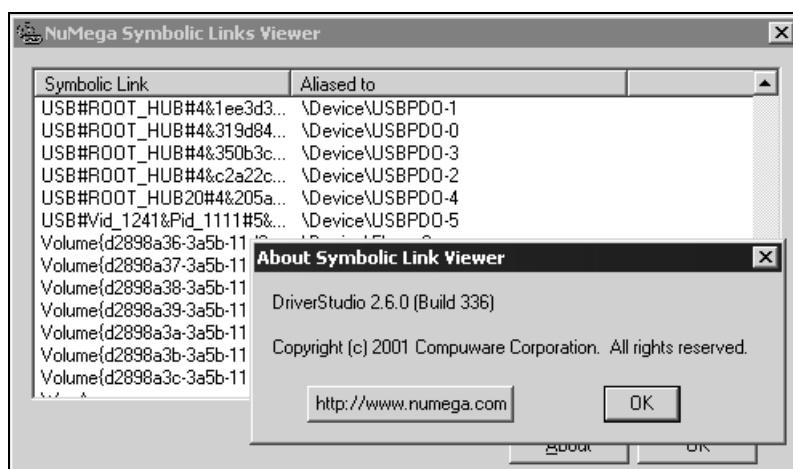 NuMega Symbolic Links Viewer
Symbolic Link Aliased to
USB#ROOT_HUB#4&1ee3d3... \Device\USBPDO-1
USB#ROOT_HUB#4&319d84... \Device\USBPDO-0
USB#ROOT_HUB#4&350b3c... \Device\USBPDO-3
USB#ROOT_HUB#4&c2a22c... \Device\USBPDO-2
USB#ROOT_HUB20#4&205a... \Device\USBPDO-4
USB#Vid_1241&Pid_1111#5&... \Device\USBPDO-5
Volume{d2898a36-3a5b-11
Volume{d2898a37-3a5b-11
Volume{d2898a38-3a5b-11
Volume{d2898a39-3a5b-11
Volume{d2898a3a-3a5b-11
Volume{d2898a3b-3a5b-11
Volume{d2898a3c-3a5b-11
About Symbolic Link Viewer
DriverStudio 2.6.0 (Build 336)
Copyright (c) 2001 Compuware Corporation. All rights reserved.
http://www.numega.com OK
About OK